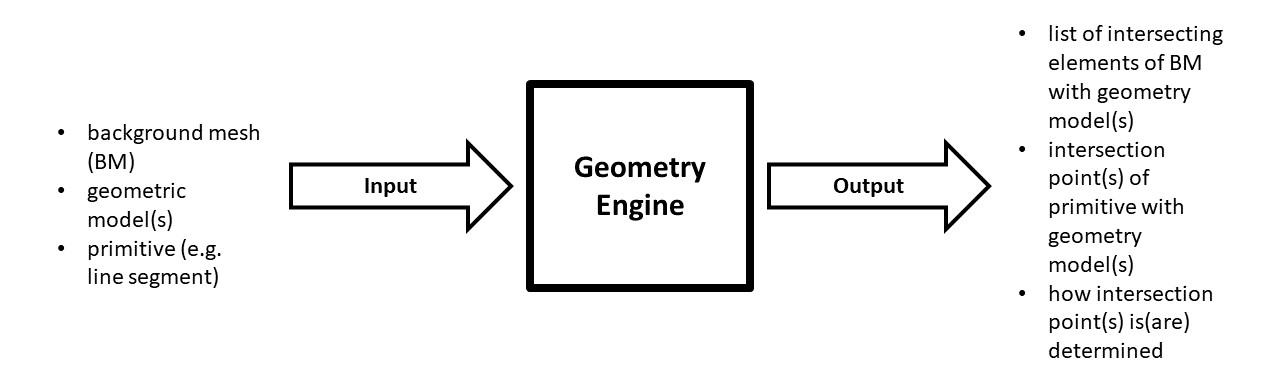 • background mesh
(BM)
• geometric
model(s)
• primitive (e.g.
line segment)
Input
Geometry
Engine
Output
• list of intersecting
elements of BM
with geometry
model(s)
• intersection
point(s) of
primitive with
geometry
model(s)
• how intersection
point(s) is(are)
determined